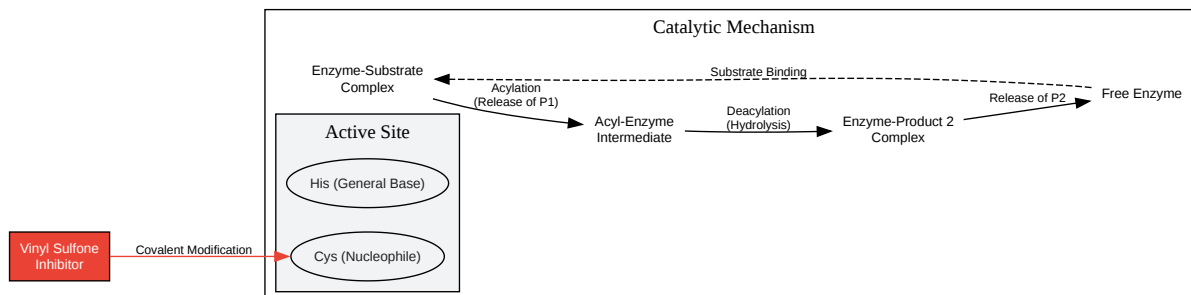 Catalytic Mechanism
Enzyme-Substrate
Complex
Substrate Binding
Free Enzyme
Acylation
(Release of P1)
Acyl-Enzyme
Intermediate
Deacylation
(Hydrolysis)
Enzyme-Product 2
Complex
Release of P2
Active Site
His (General Base)
Cys (Nucleophile)
Vinyl Sulfone
Inhibitor
Covalent Modification